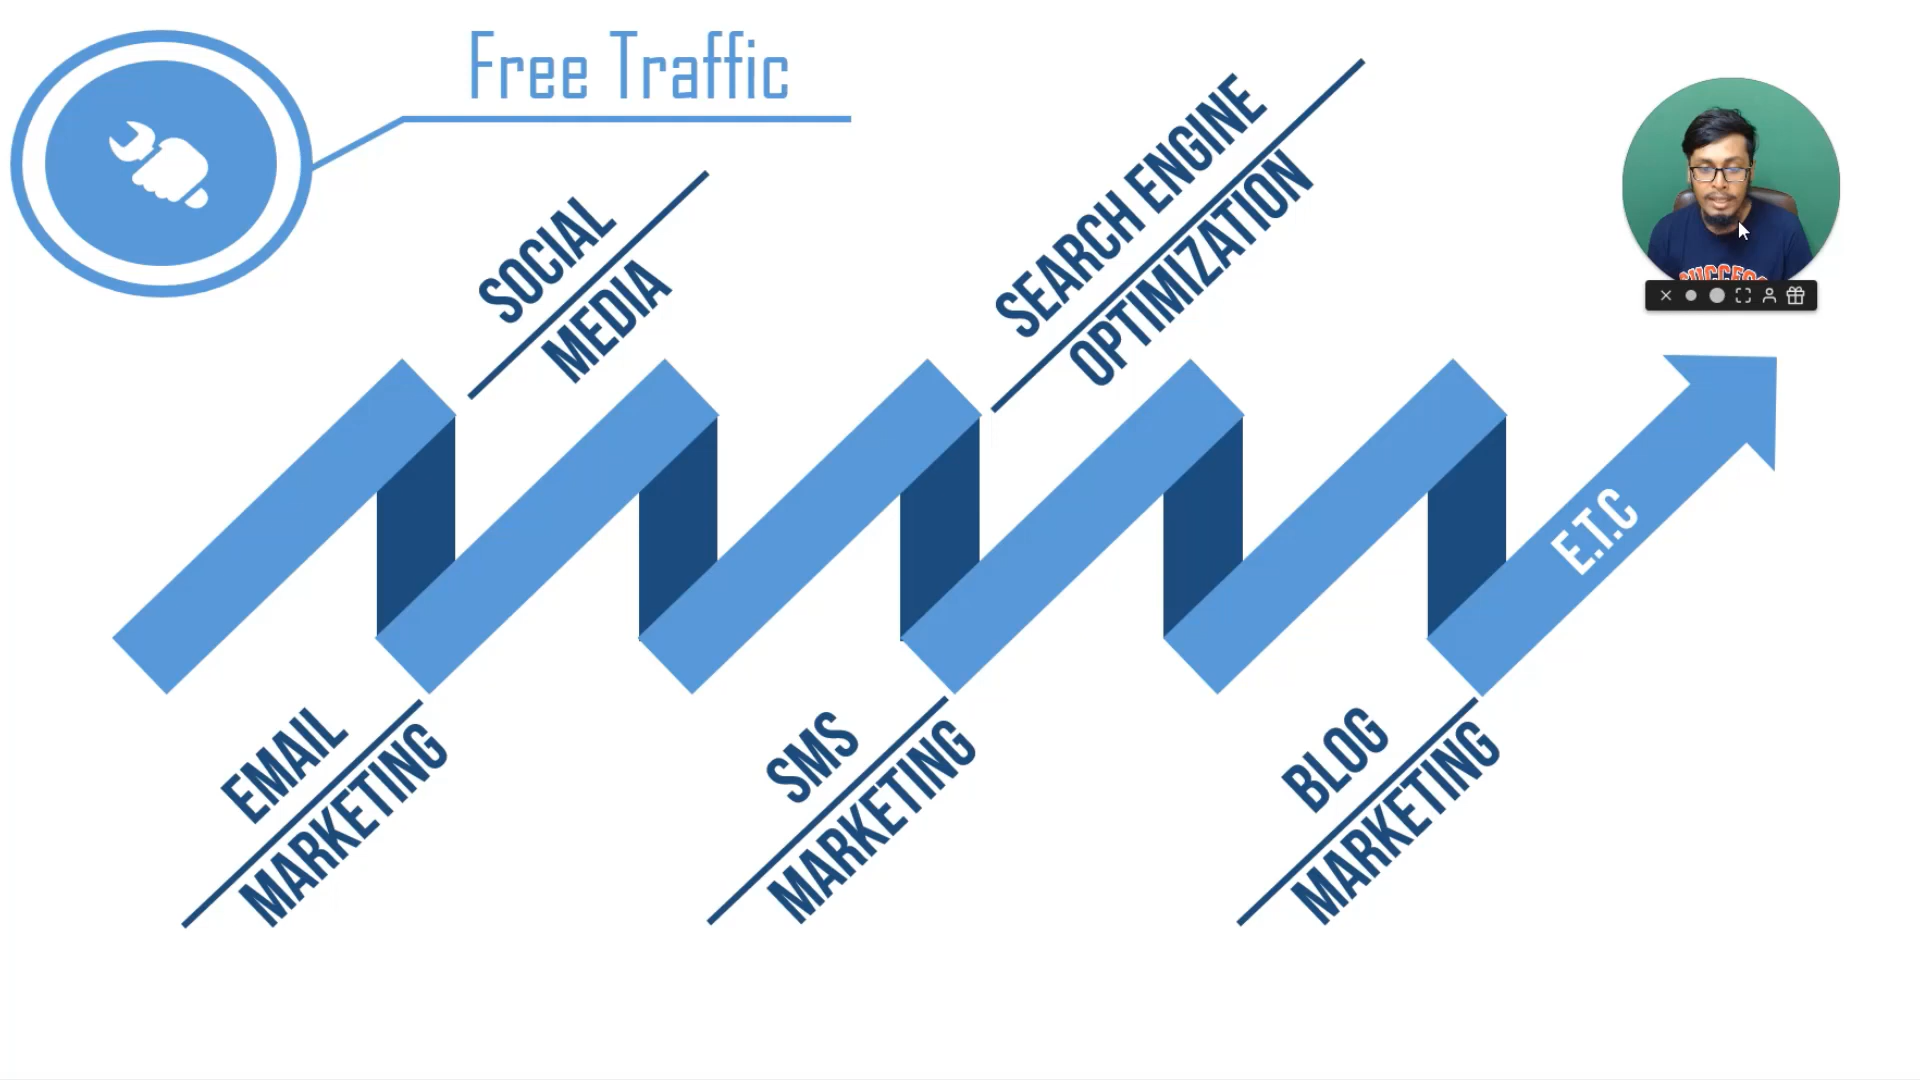 Free Traffic
SOCIAL
MEDIA
SEARCH ENGINE
OPTIMIZATION
E.T.C
EMAIL
MARKETING
SMS
MARKETING
BLOG
MARKETING